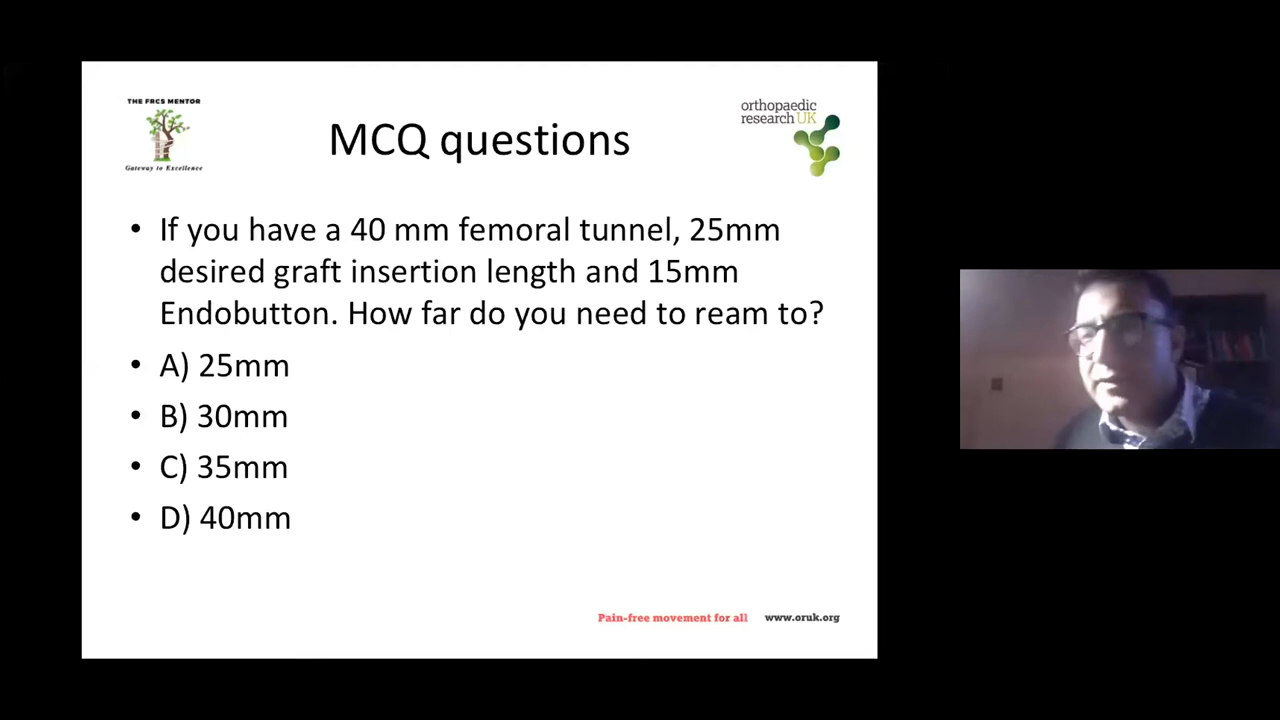 THE FRCS MENTOR
Gateway to Excellence
orthopaedic
research UK
MCQ questions
• If you have a 40 mm femoral tunnel, 25mm
desired graft insertion length and 15mm
Endobutton. How far do you need to ream to?
• A) 25mm
• B) 30mm
• C) 35mm
• D) 40mm
Pain-free movement for all www.oruk.org